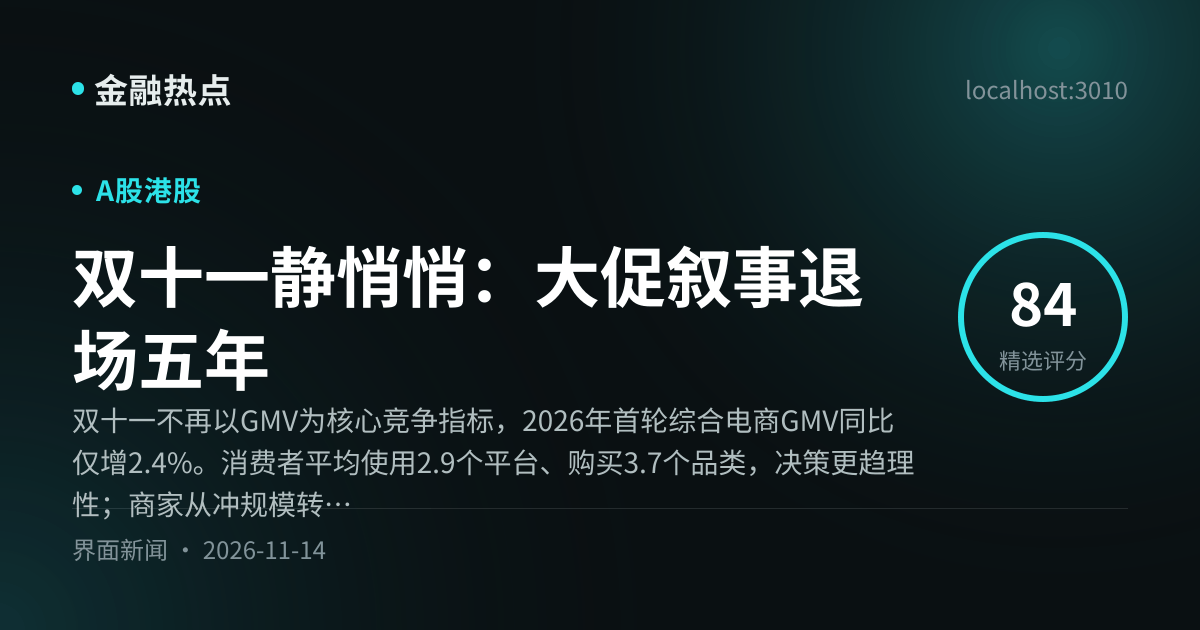 金融热点
localhost:3010
A股港股
双十一静悄悄：大促叙事退
场五年
84
精选评分
双十一不再以GMV为核心竞争指标，2026年首轮综合电商GMV同比
仅增2.4%。消费者平均使用2.9个平台、购买3.7个品类，决策更趋理
性；商家从冲规模转…
界面新闻 · 2026-11-14